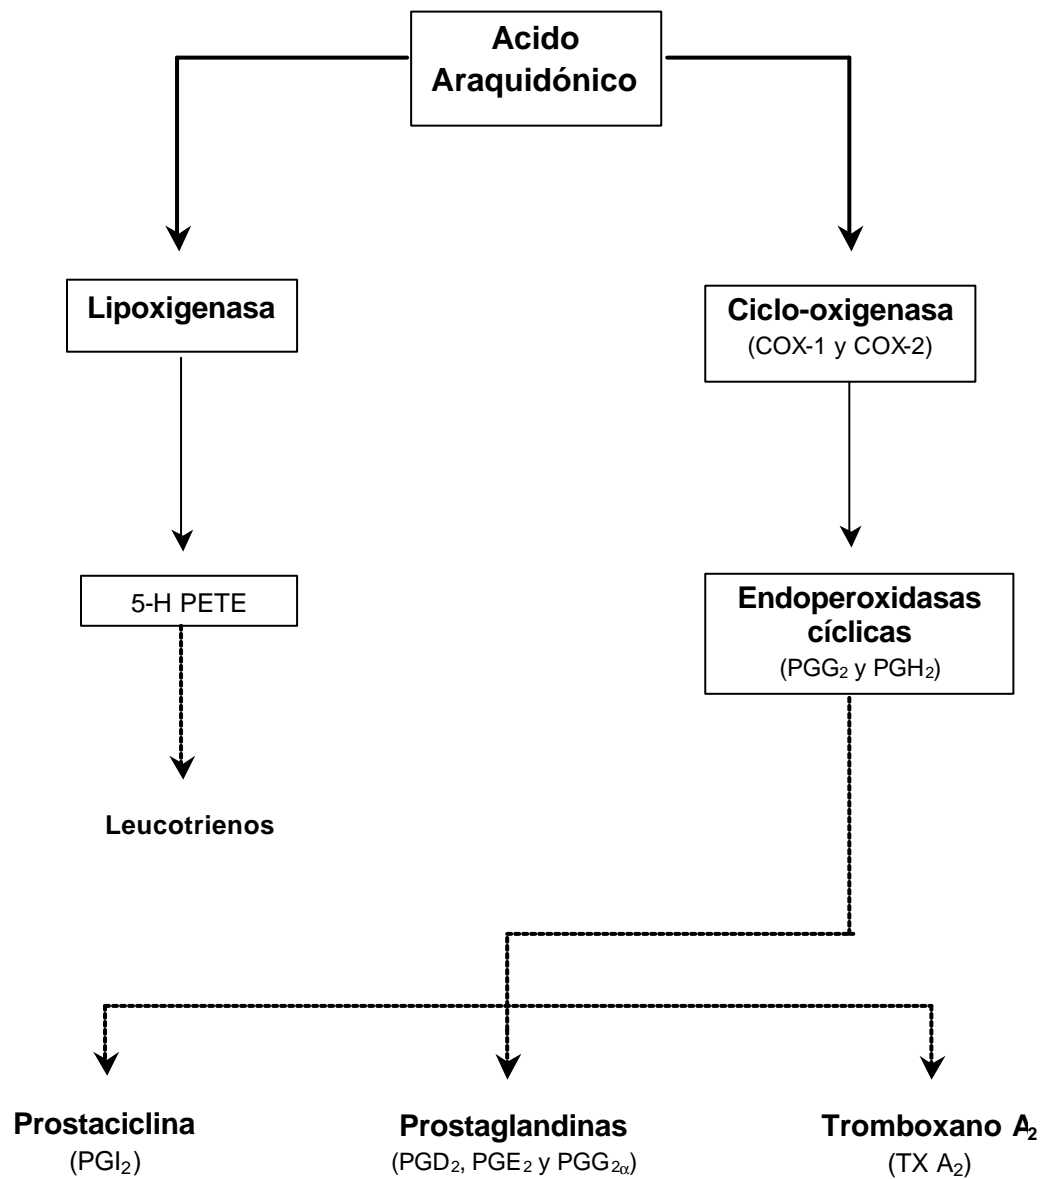 Acido
Araquidónico
Lipoxigenasa
Ciclo-oxigenasa
(COX-1 y COX-2)
5-H PETE
Endoperoxidasas
cíclicas
(PGG₂ y PGH₂)
Leucotrienos
Prostaciclina
(PGI₂)
Prostaglandinas
(PGD₂, PGE₂ y PGG₂α)
Tromboxano A₂
(TX A₂)